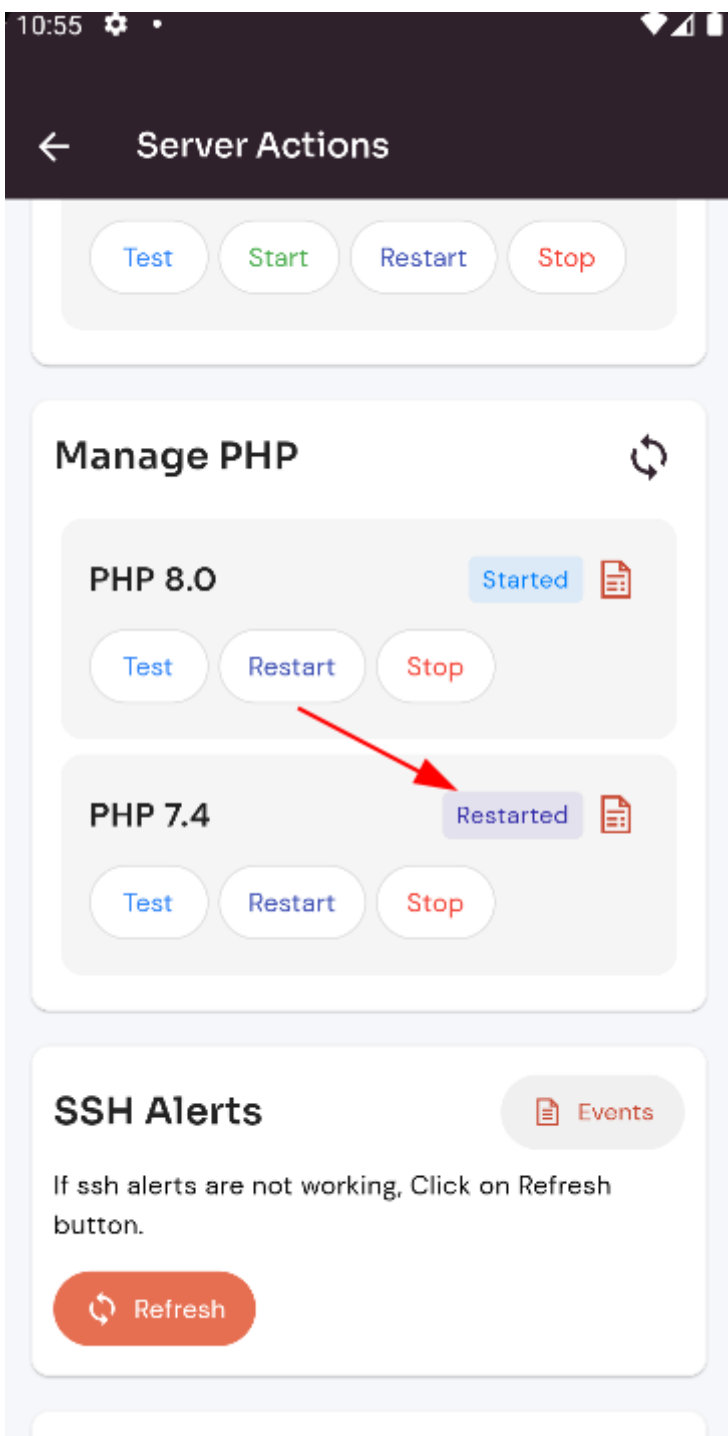 10:55
Server Actions
Test Start Restart Stop
Manage PHP
PHP 8.0 Started
Test Restart Stop
PHP 7.4 Restarted
Test Restart Stop
SSH Alerts Events
If ssh alerts are not working, Click on Refresh
button.
Refresh